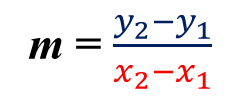 m = (y₂−y₁)/(x₂−x₁)